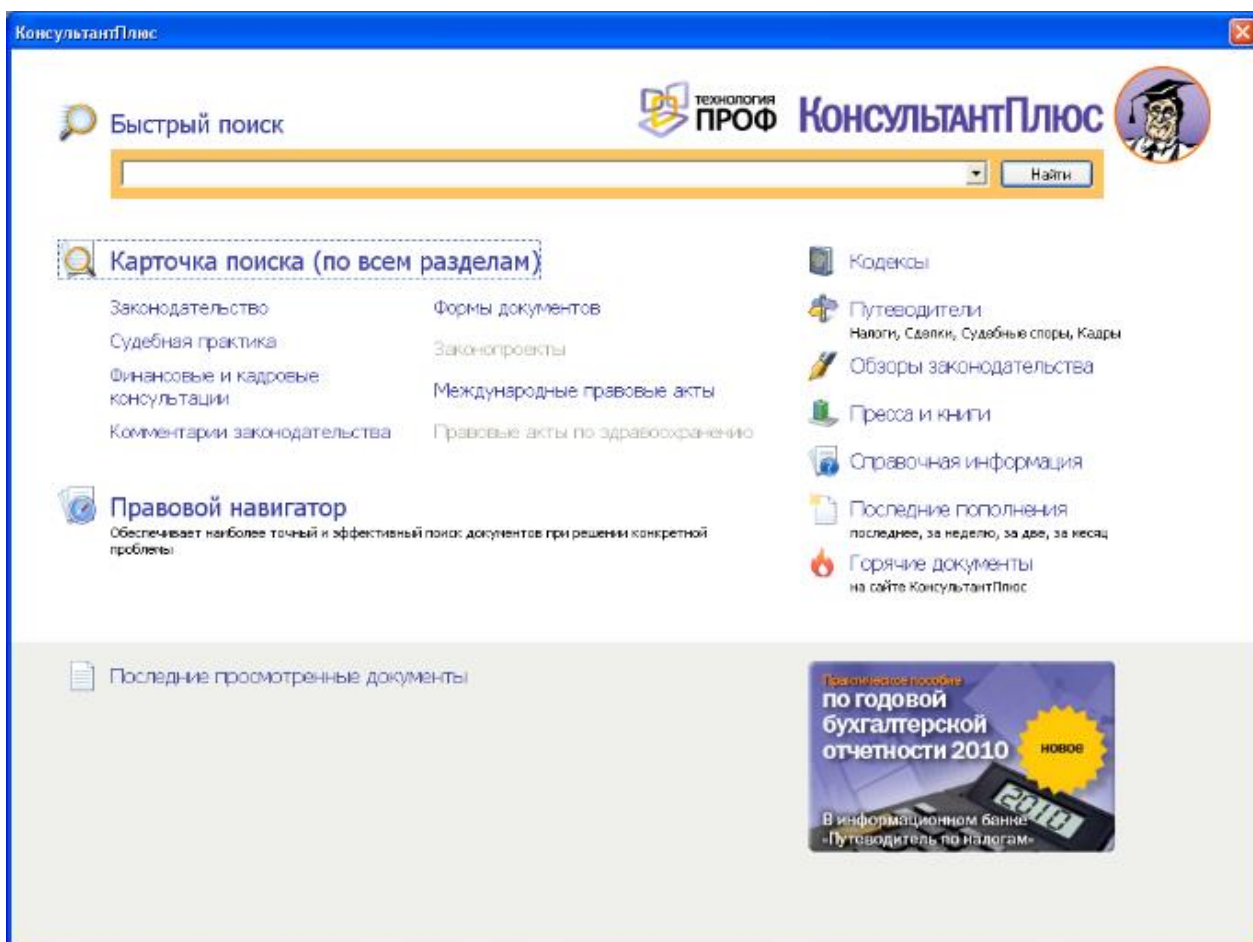 КонсультантПлюс
Быстрый поиск
технология
ПРОФ
КонсультантПлюс
Найти
Карточка поиска (по всем разделам)
Законодательство
Судебная практика
Финансовые и кадровые
консультации
Комментарии законодательства
Формы документов
Законопроекты
Международные правовые акты
Правовые акты по здравоохранению
Правовой навигатор
Обеспечивает наиболее точный и эффективный поиск документов при решении конкретной
проблемы
Кодексы
Путеводители
Налоги, Сделки, Судебные споры, Кадры
Обзоры законодательства
Пресса и книги
Справочная информация
Последние пополнения
последнее, за неделю, за две, за месяц
Горячие документы
на сайте КонсультантПлюс
Последние просмотренные документы
Практическое пособие
по годовой
бухгалтерской
отчетности 2010
новое
2010
В информационном банке
«Путеводитель по налогам»